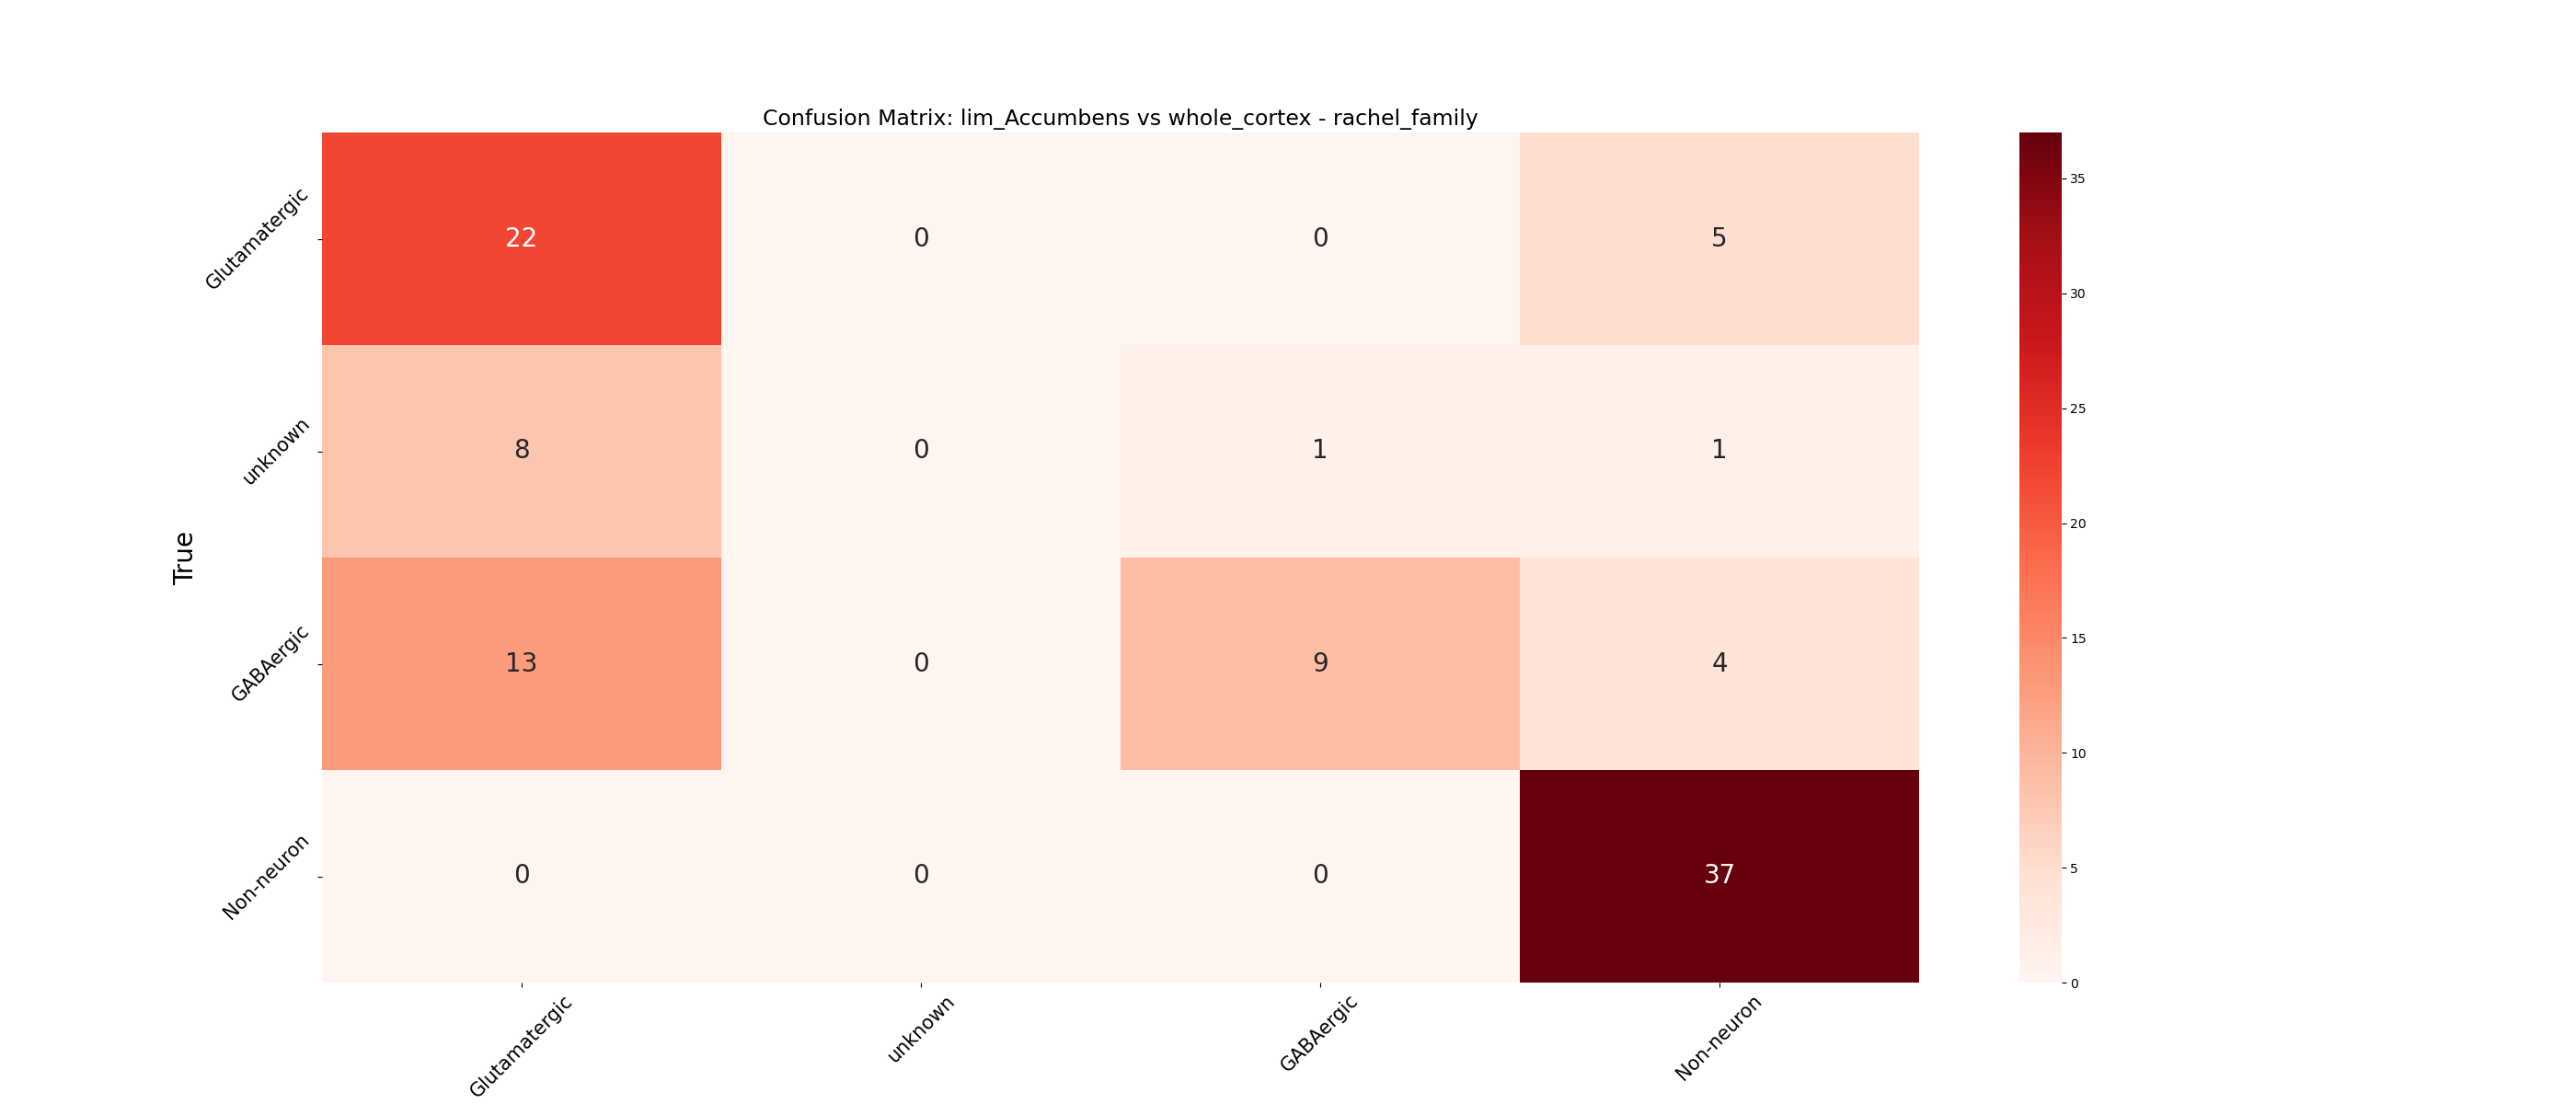 Confusion Matrix: lim_Accumbens vs whole_cortex - rachel_family
True
Glutamatergic
22 0 0 5
unknown
8 0 1 1
GABAergic
13 0 9 4
Non-neuron
0 0 0 37
Glutamatergic unknown GABAergic Non-neuron
35
30
25
20
15
10
5
0